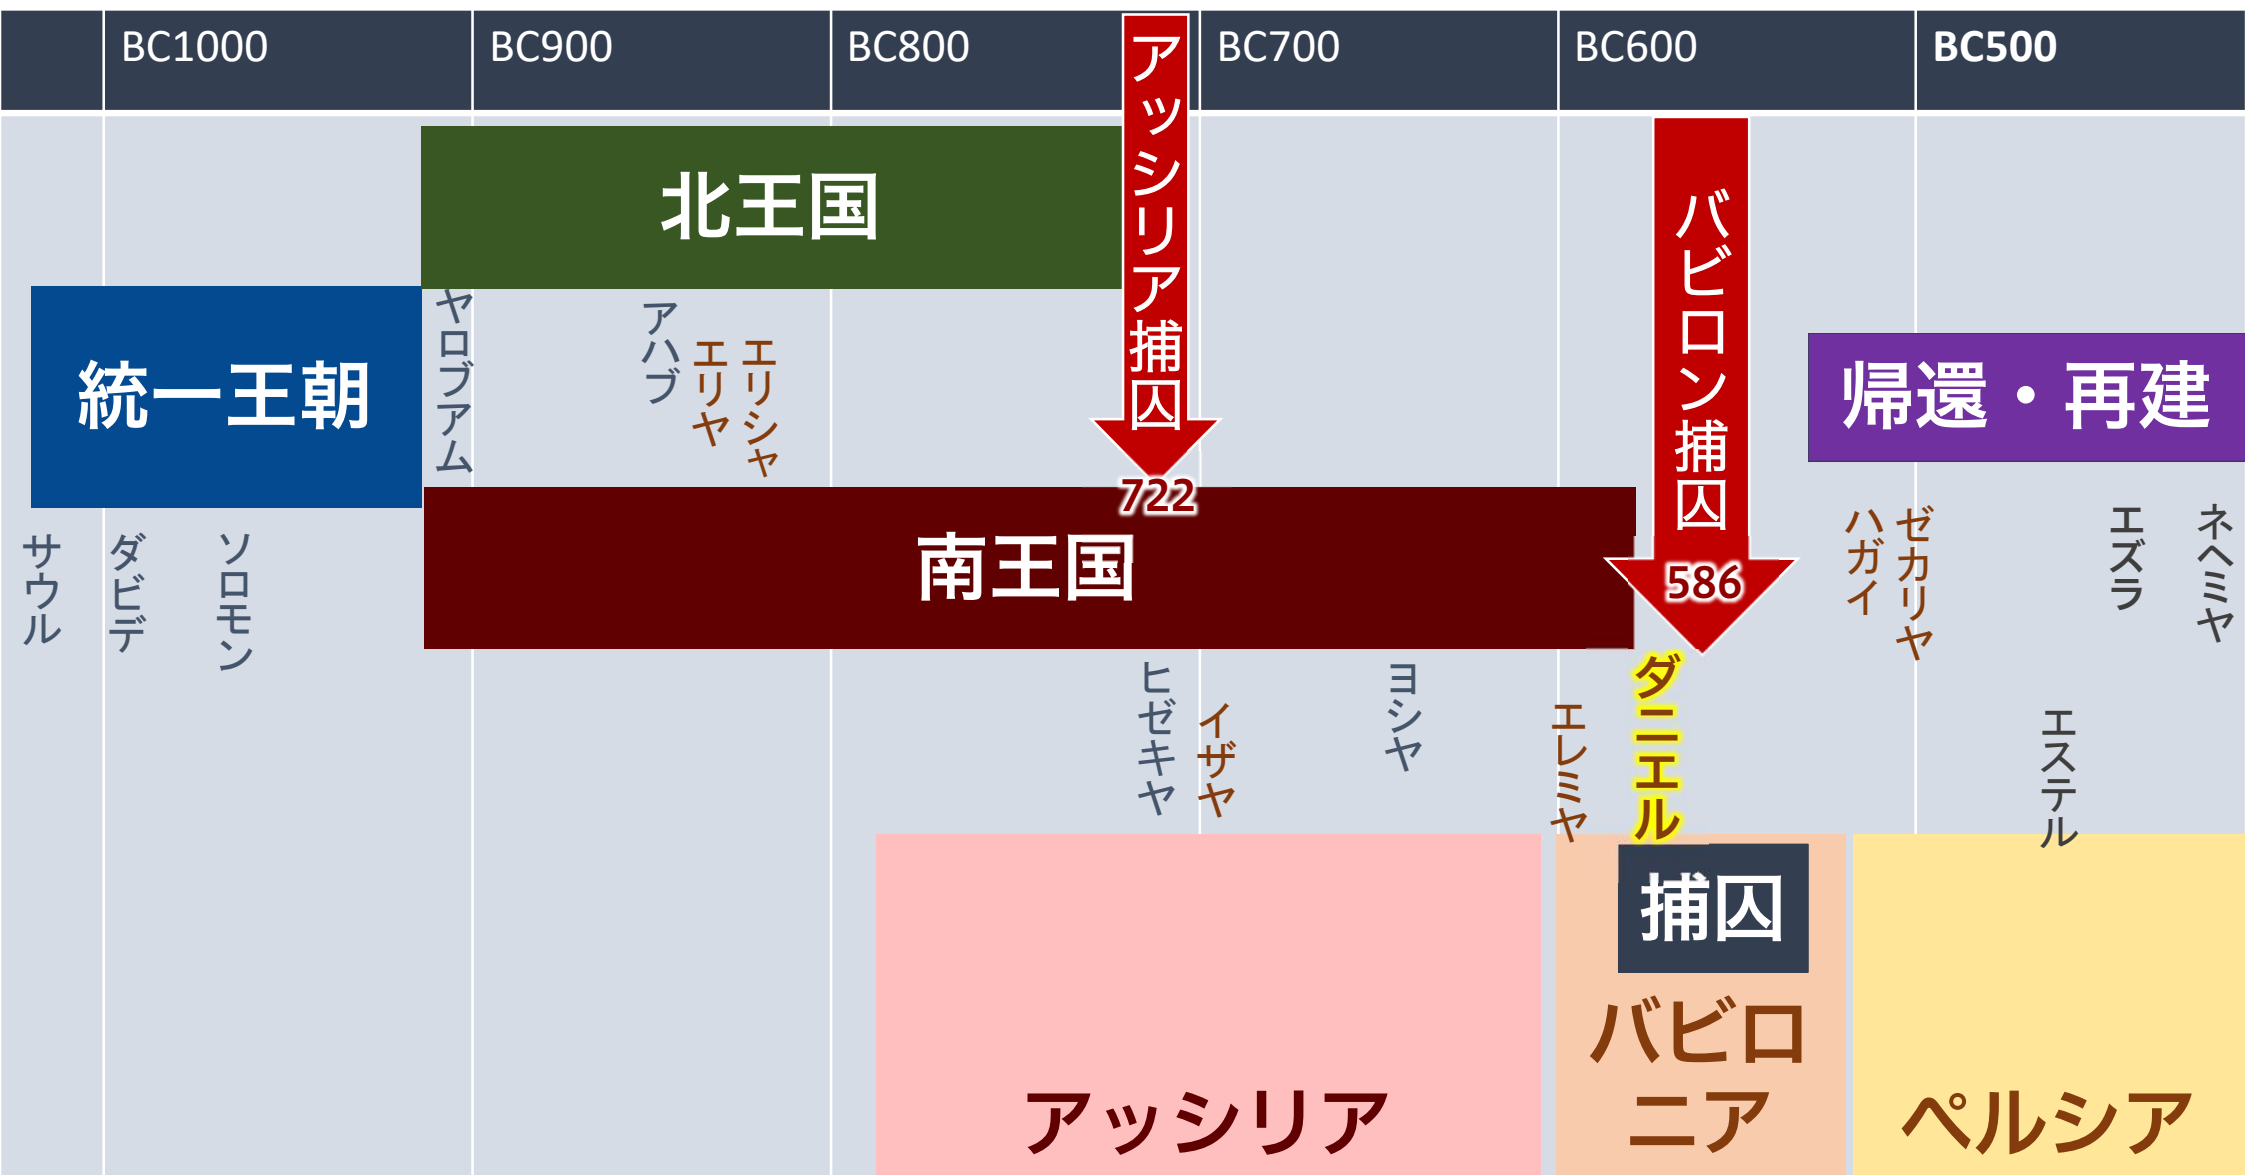 BC1000
BC900
BC800
BC700
BC600
BC500
アッシリア捕囚
722
バビロン捕囚
586
北王国
統一王朝
南王国
帰還・再建
ヤロブアム
アハブ
エリヤ
エリシャ
サウル
ダビデ
ソロモン
ヒゼキヤ
イザヤ
ヨシヤ
エレミヤ
ダニエル
ハガイ
ゼカリヤ
エズラ
ネヘミヤ
エステル
捕囚
アッシリア
バビロ
ニア
ペルシア